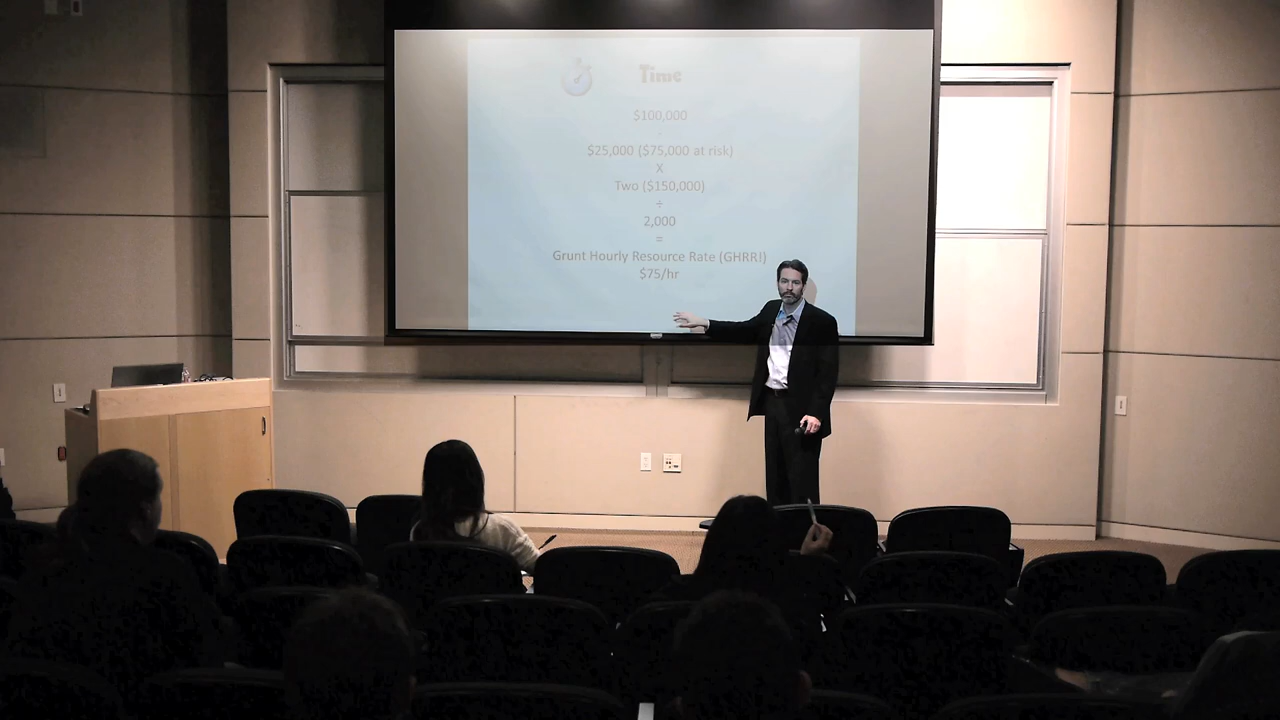 Time
$100,000
-
$25,000 ($75,000 at risk)
X
Two ($150,000)
÷
2,000
=
Grunt Hourly Resource Rate (GHRR!)
$75/hr